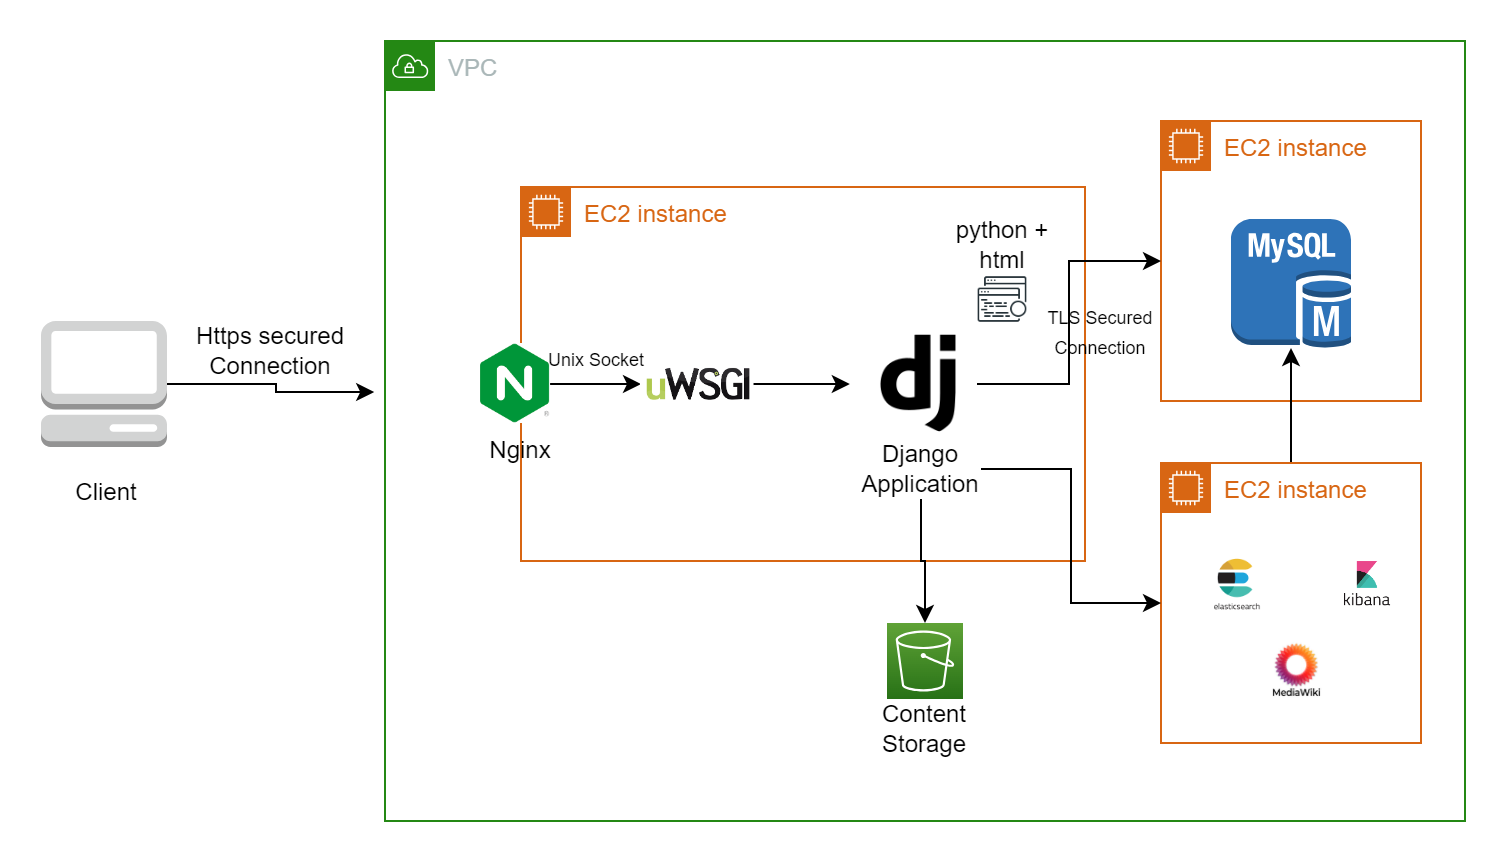 VPC
EC2 instance
MySQL
M
EC2 instance
python +
html
TLS Secured
Connection
Https secured
Connection
Client
N
Nginx
Unix Socket
uWSGI
dj
Django
Application
EC2 instance
elasticsearch
kibana
MediaWiki
Content
Storage